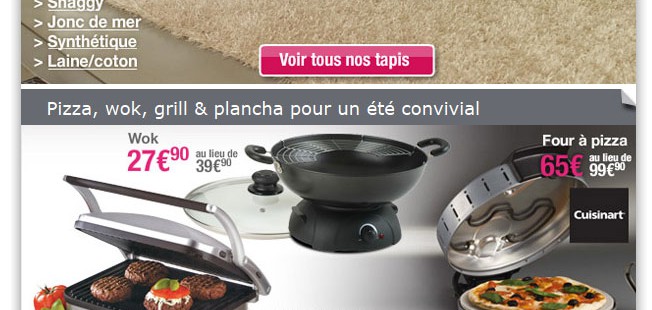 > Shaggy
> Jonc de mer
> Synthétique
> Laine/coton
Voir tous nos tapis
Pizza, wok, grill & plancha pour un été convivial
Wok
27€90 au lieu de 39€90
Four à pizza
65€ au lieu de 99€90
Cuisinart